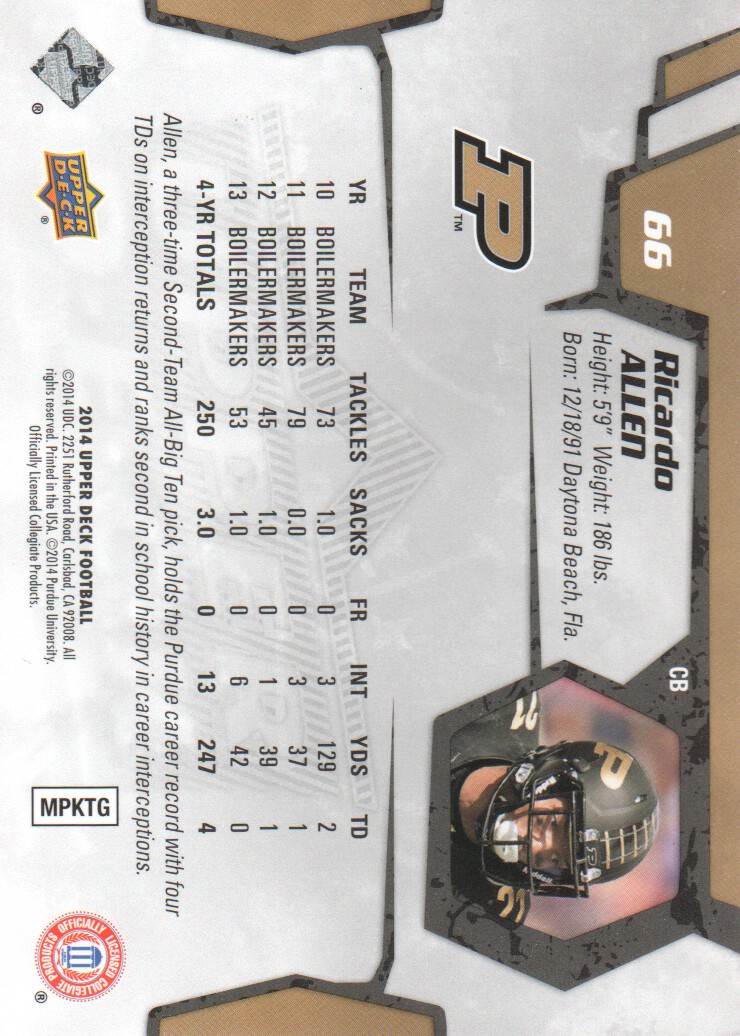 66
Ricardo
ALLEN
CB
Height: 5'9" Weight: 186 lbs.
Born: 12/18/91 Daytona Beach, Fla.
P™
YR TEAM TACKLES SACKS FR INT YDS TD
10 BOILERMAKERS 73 1.0 0 3 129 2
11 BOILERMAKERS 79 0.0 0 3 37 1
12 BOILERMAKERS 45 1.0 0 1 39 1
13 BOILERMAKERS 53 1.0 0 6 42 0
4-YR TOTALS 250 3.0 0 13 247 4
Allen, a three-time Second-Team All-Big Ten pick, holds the Purdue career record with four
TDs on interception returns and ranks second in school history in career interceptions.
UPPER
D·E·C·K
®
®
2014 UPPER DECK FOOTBALL
©2014 UDC. 2251 Rutherford Road, Carlsbad, CA 92008. All
rights reserved. Printed in the USA. ©2014 Purdue University.
Officially Licensed Collegiate Products.
MPKTG
OFFICIALLY LICENSED
COLLEGIATE PRODUCTS
®